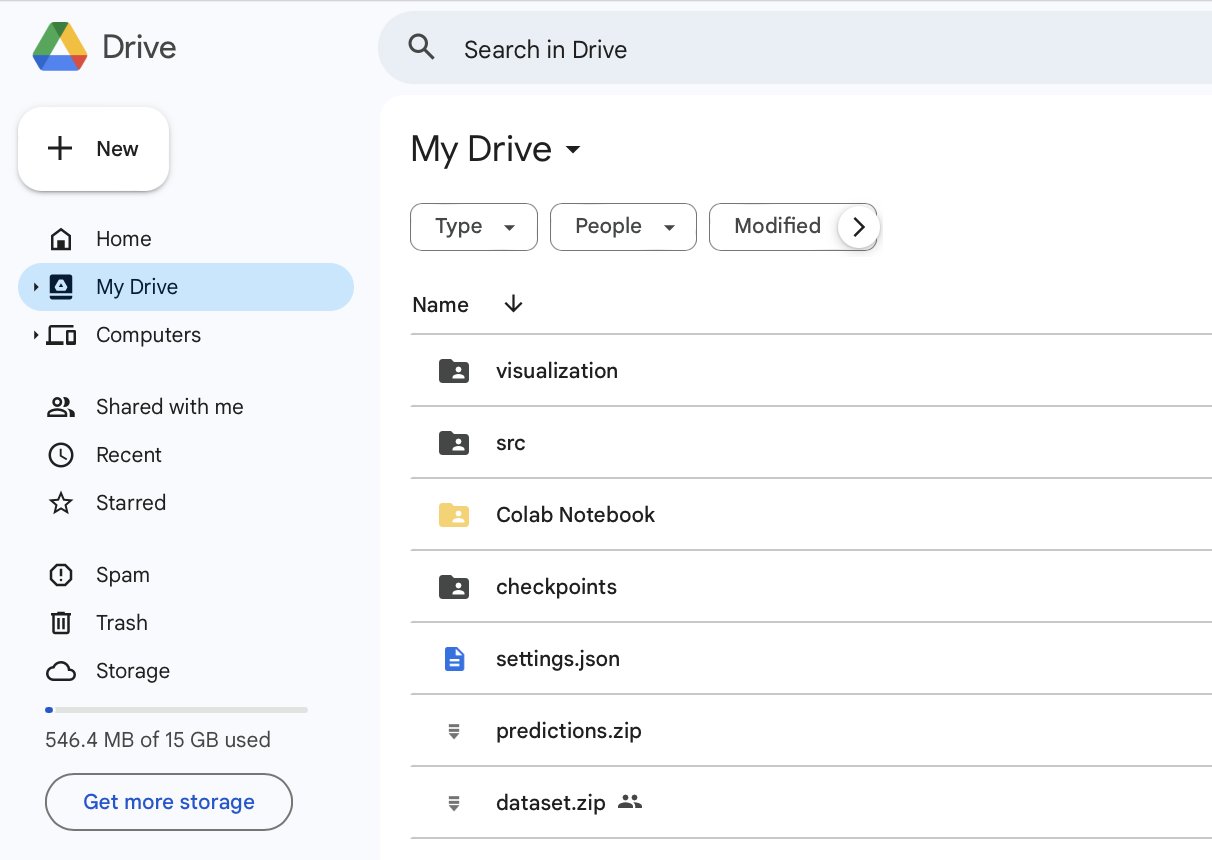 Drive
Search in Drive
New
My Drive
Type
People
Modified
Home
My Drive
Computers
Shared with me
Recent
Starred
Spam
Trash
Storage
546.4 MB of 15 GB used
Get more storage
Name
visualization
src
Colab Notebook
checkpoints
settings.json
predictions.zip
dataset.zip